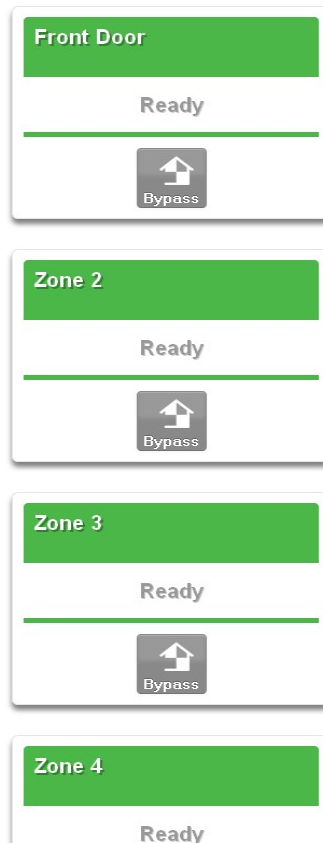 Front Door
Ready
Bypass
Zone 2
Ready
Bypass
Zone 3
Ready
Bypass
Zone 4
Ready